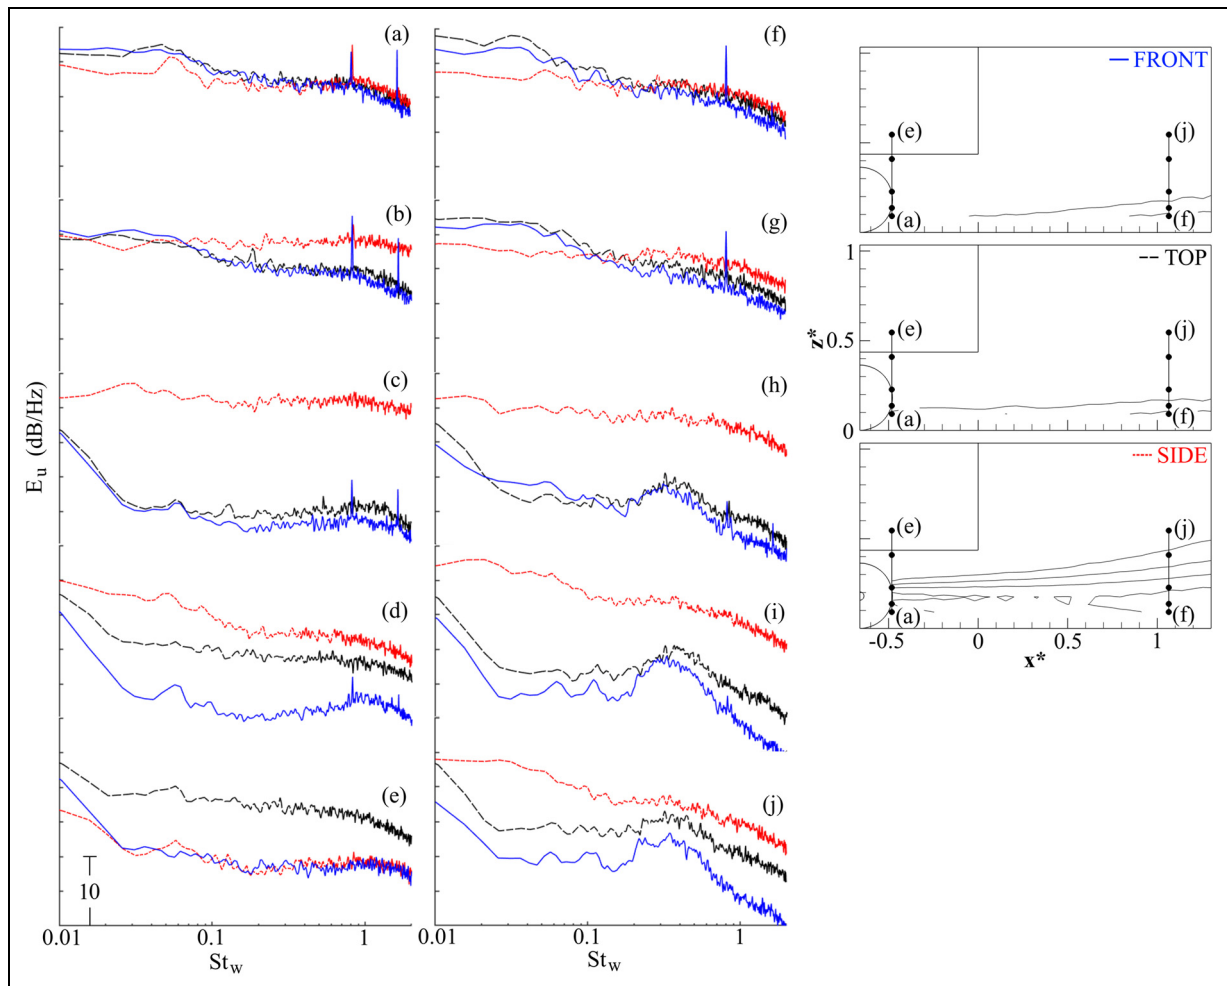 (a)
(f)
FRONT
(e)
(j)
(a)
(f)
(b)
(g)
TOP
1
(e)
(j)
z*
0.5
(a)
(f)
0
(c)
(h)
SIDE
E_u (dB/Hz)
(e)
(j)
(a)
(f)
-0.5
0
0.5
1
x*
(d)
(i)
(e)
(j)
10
0.01
0.1
1
0.01
0.1
1
St_w
St_w